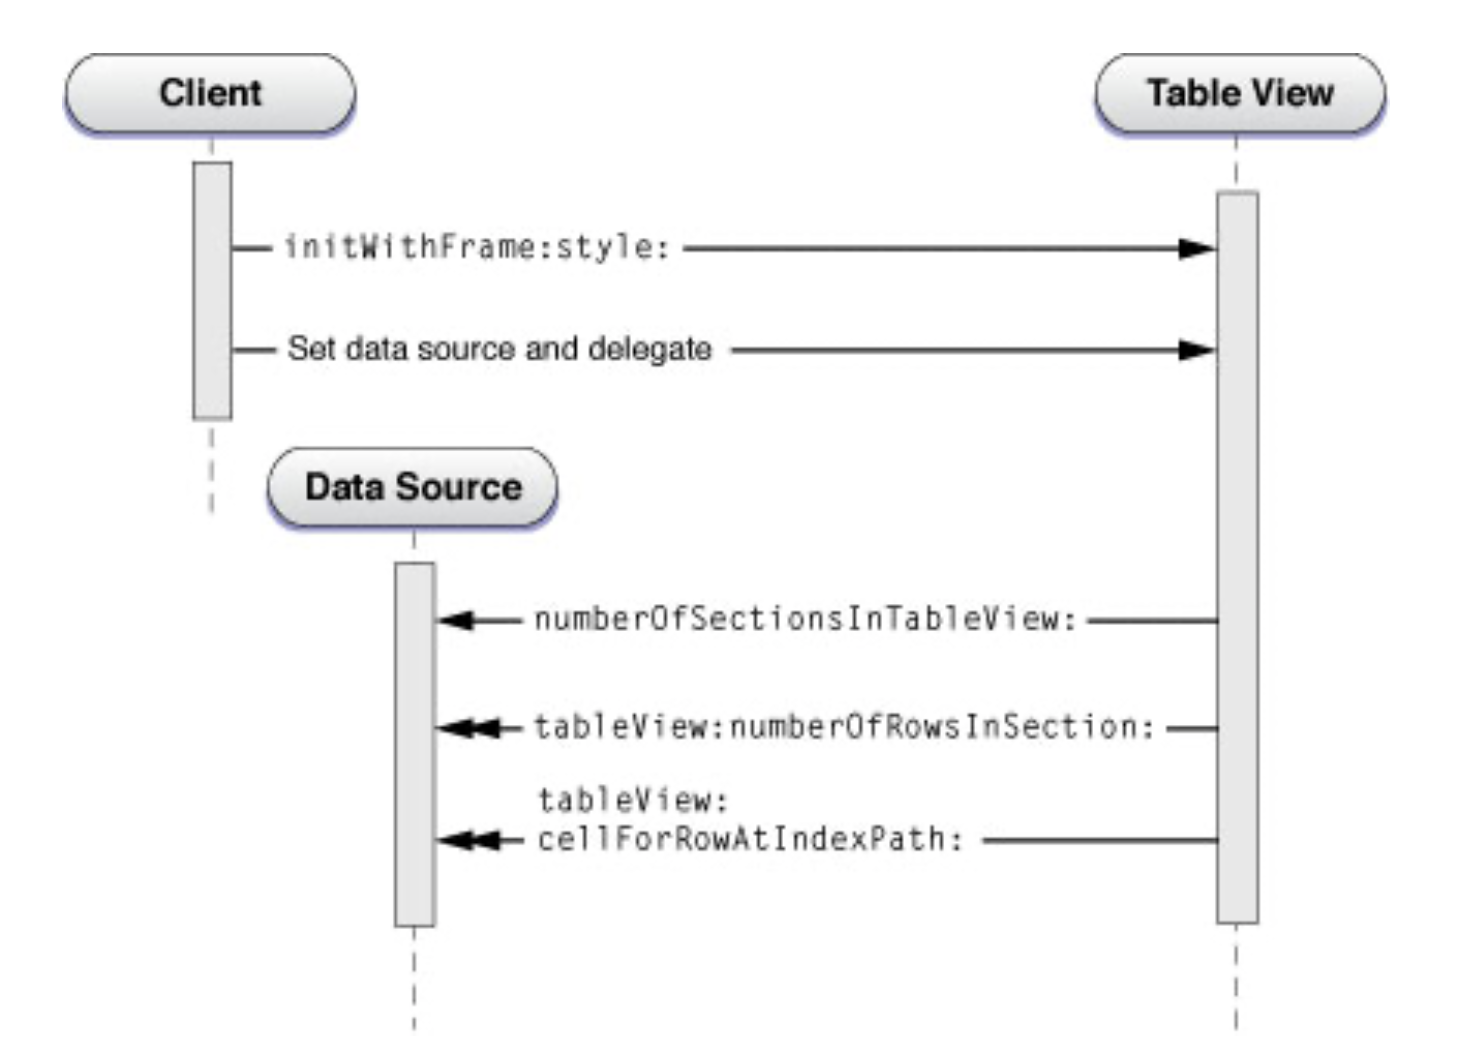 Client
Table View
initWithFrame:style:
Set data source and delegate
Data Source
numberOfSectionsInTableView:
tableView:numberOfRowsInSection:
tableView:
cellForRowAtIndexPath: